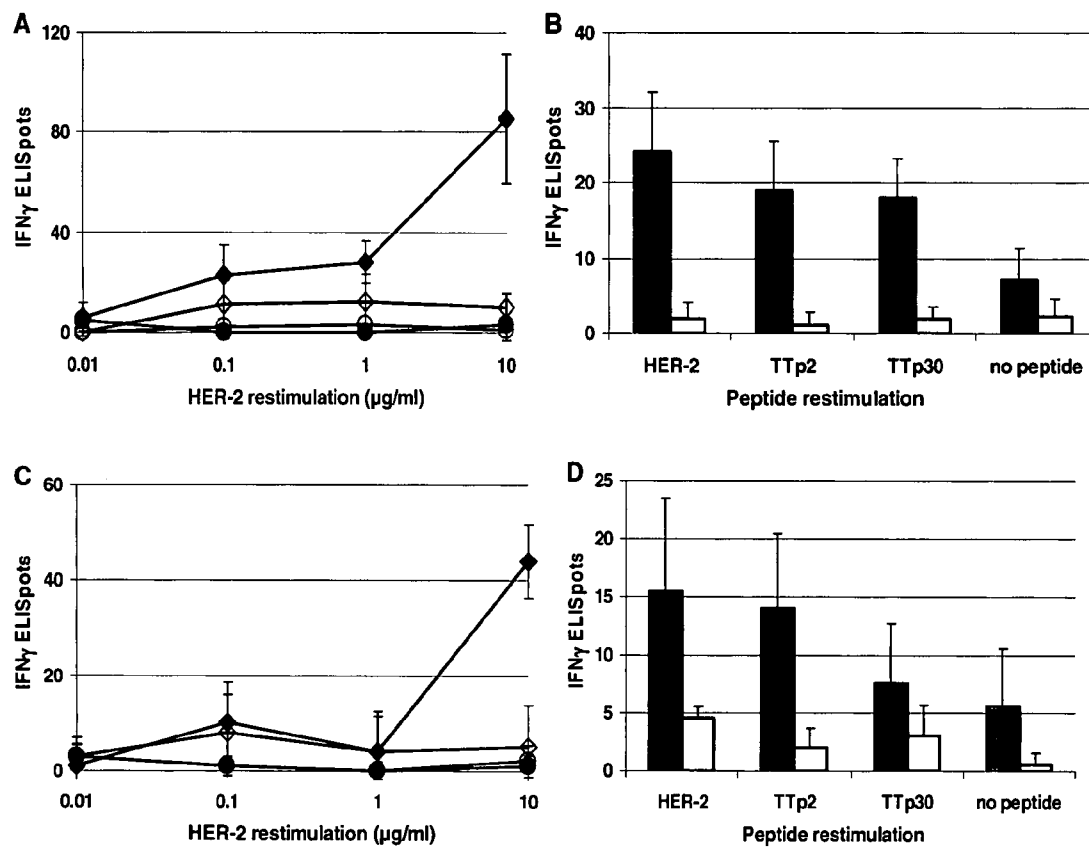 A
IFNγ ELISpots
120
80
40
0
0.01 0.1 1 10
HER-2 restimulation (µg/ml)
B
IFNγ ELISpots
40
30
20
10
0
HER-2 TTp2 TTp30 no peptide
Peptide restimulation
C
IFNγ ELISpots
60
40
20
0
0.01 0.1 1 10
HER-2 restimulation (µg/ml)
D
IFNγ ELISpots
25
20
15
10
5
0
HER-2 TTp2 TTp30 no peptide
Peptide restimulation